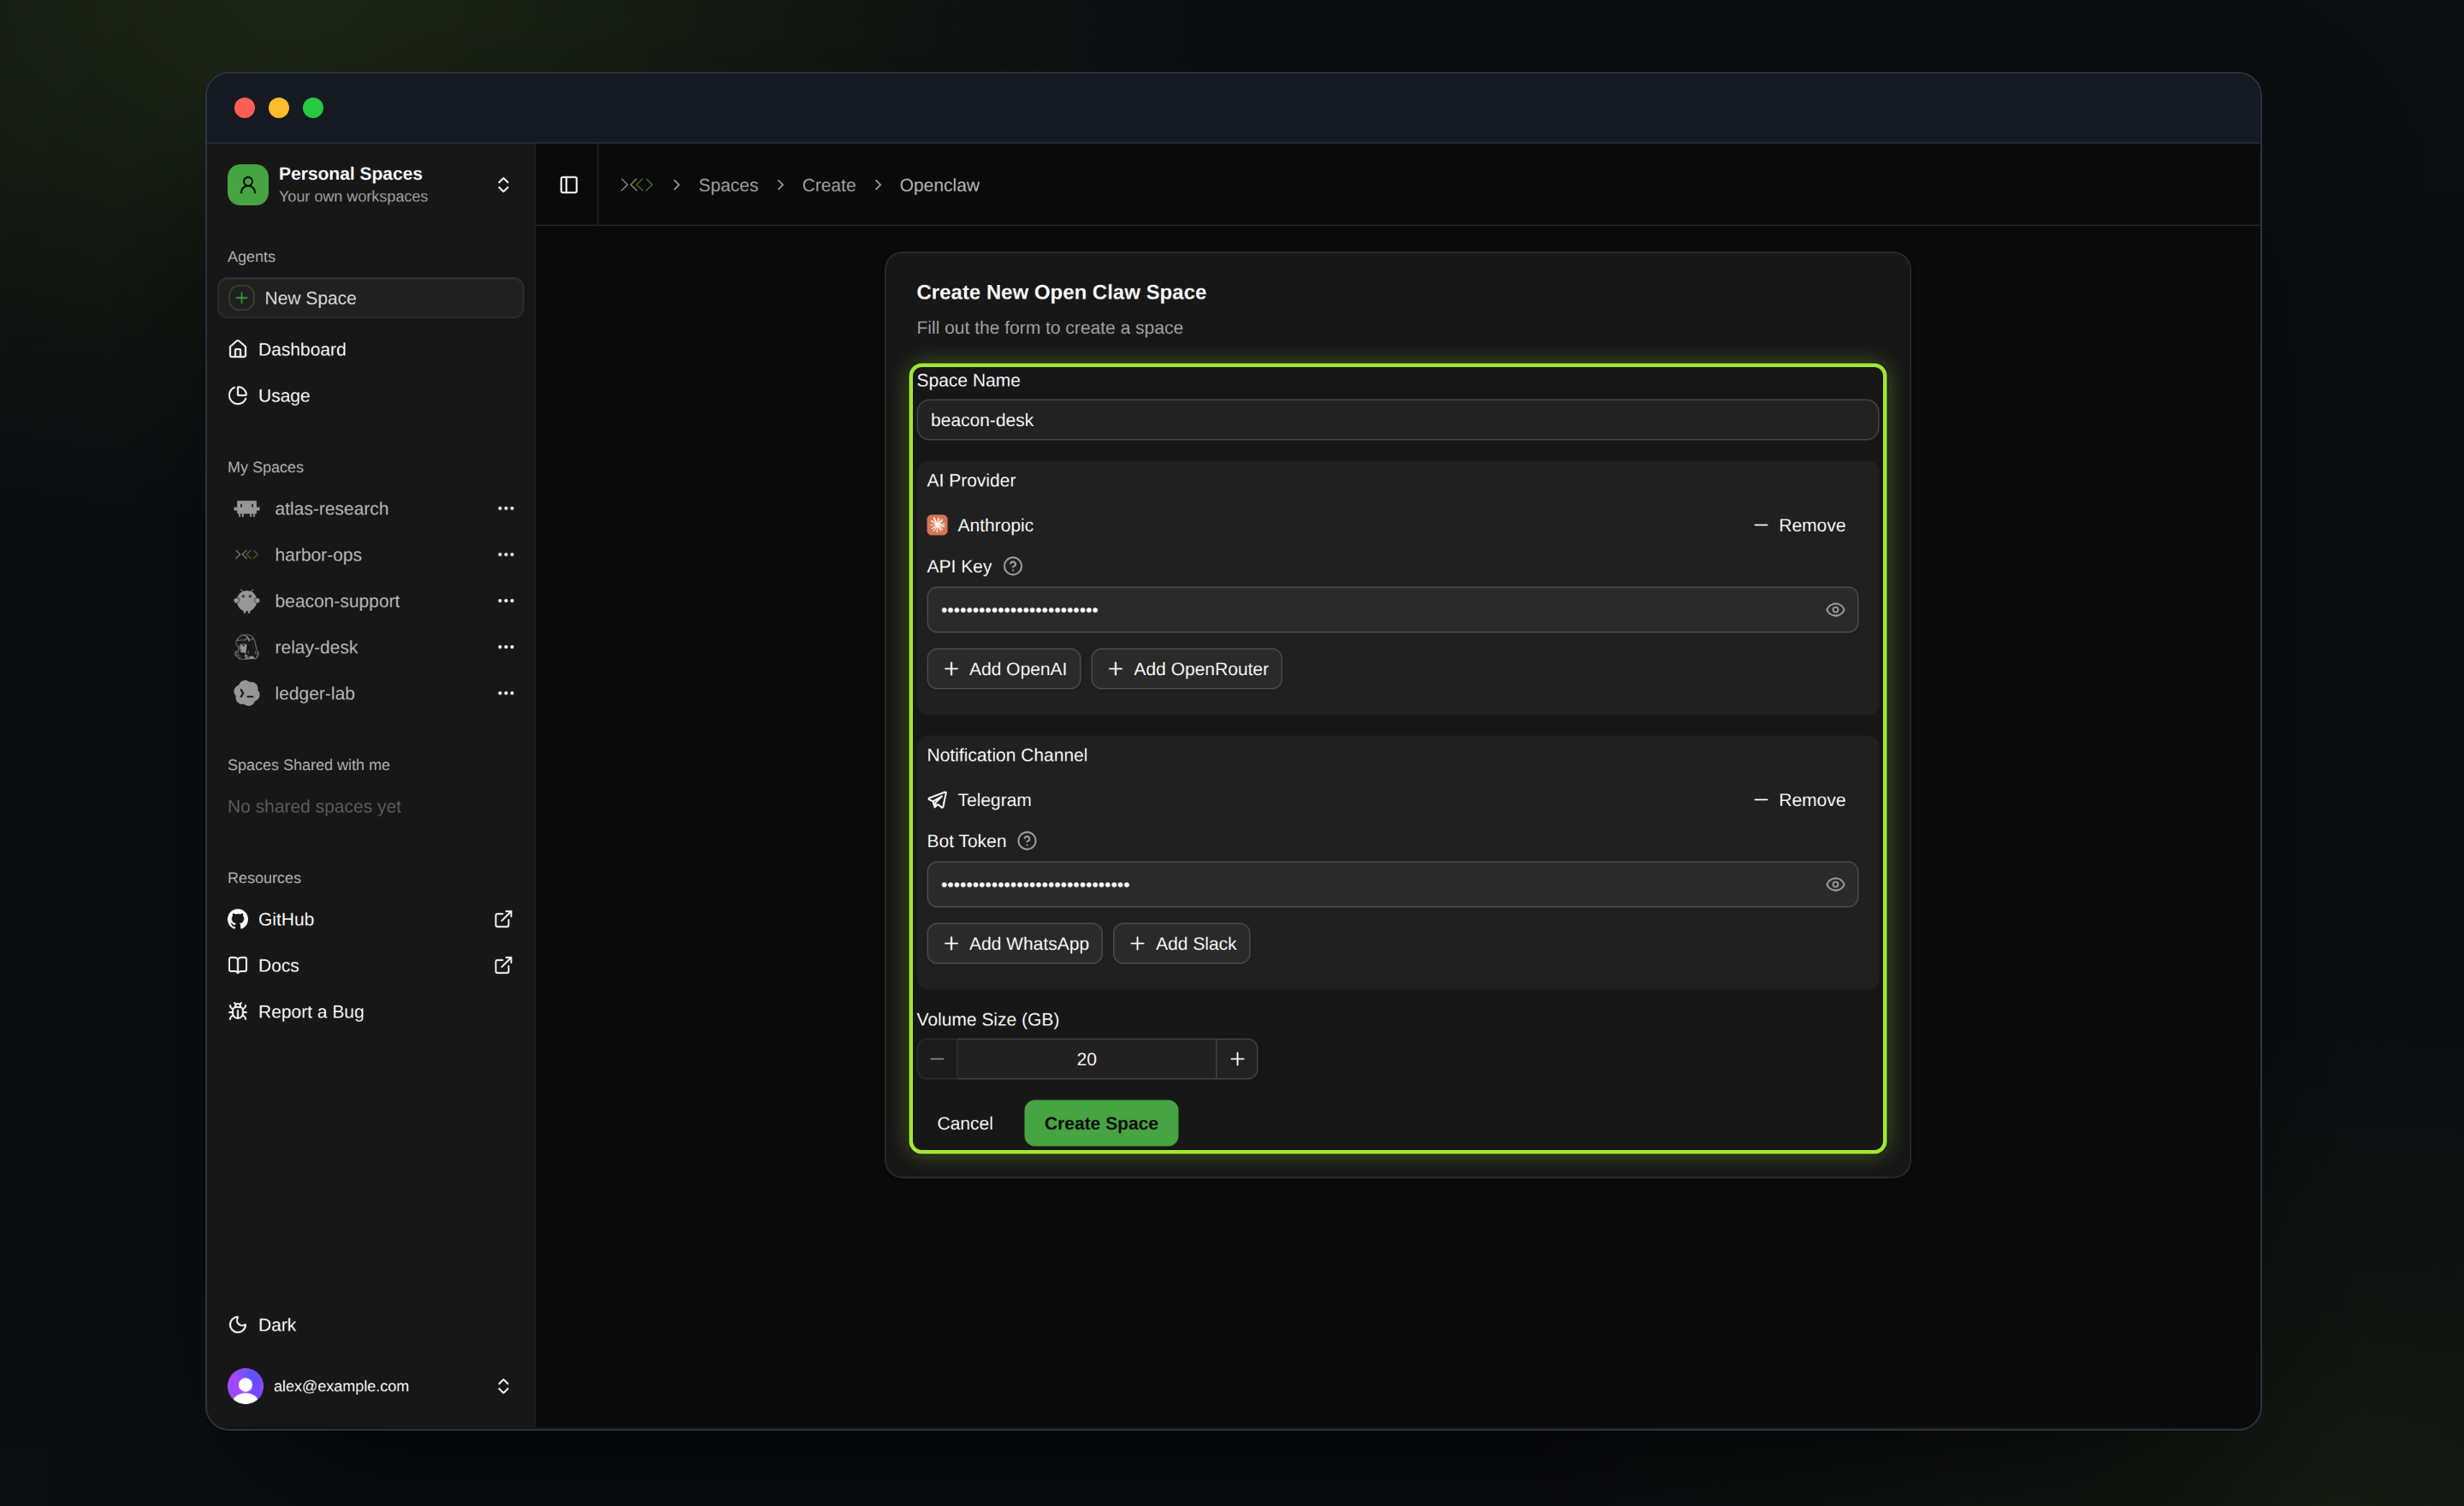 Personal Spaces
Your own workspaces
Spaces
Create
Openclaw
Agents
New Space
Dashboard
Usage
My Spaces
atlas-research
harbor-ops
beacon-support
relay-desk
ledger-lab
Spaces Shared with me
No shared spaces yet
Resources
GitHub
Docs
Report a Bug
Dark
alex@example.com
Create New Open Claw Space
Fill out the form to create a space
Space Name
beacon-desk
AI Provider
Anthropic
Remove
API Key
•••••••••••••••••••••••••
Add OpenAI
Add OpenRouter
Notification Channel
Telegram
Remove
Bot Token
••••••••••••••••••••••••••••••
Add WhatsApp
Add Slack
Volume Size (GB)
20
Cancel
Create Space